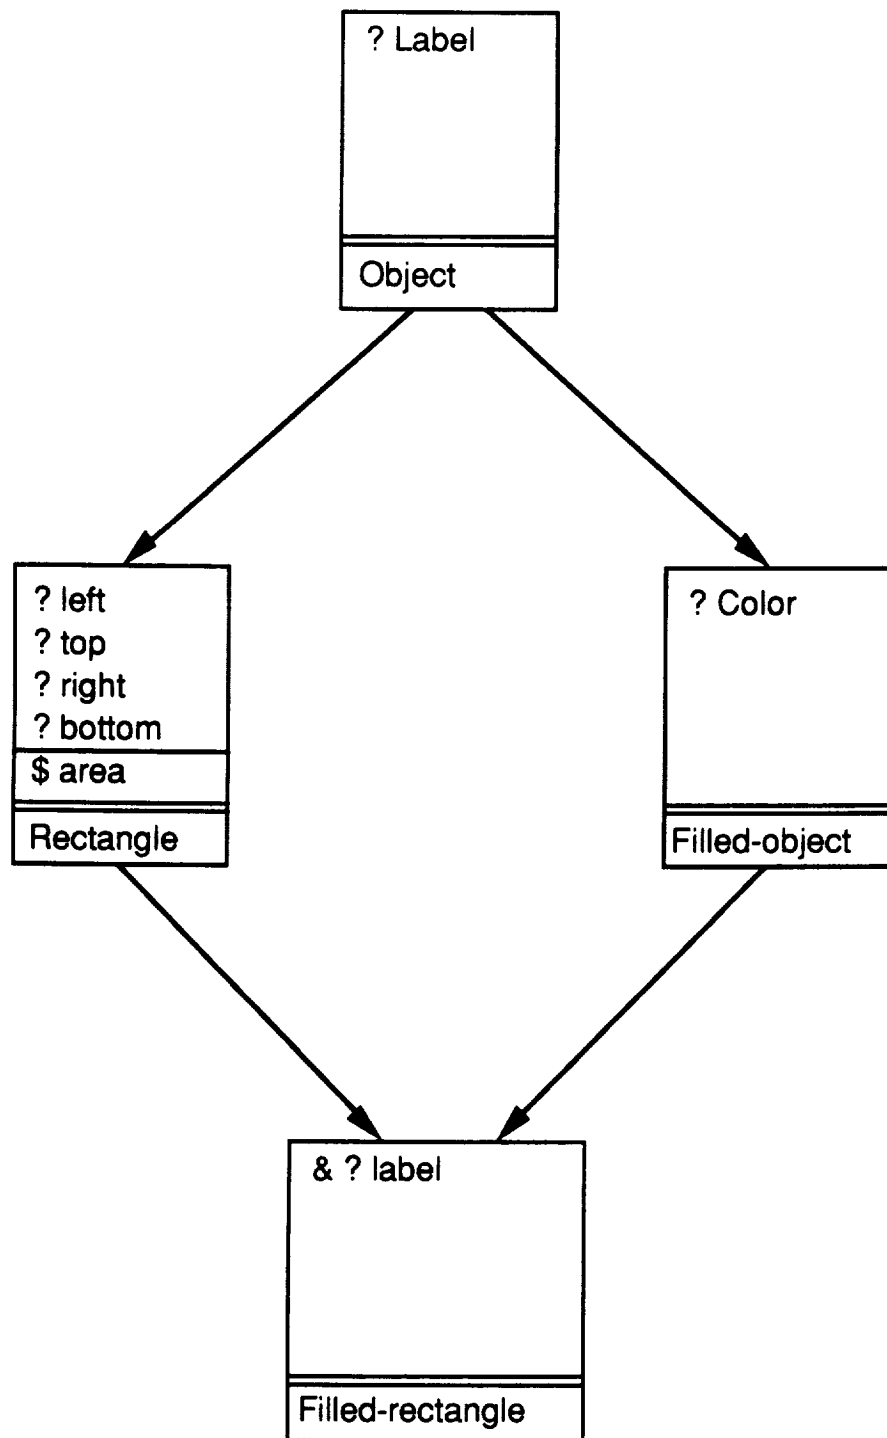 ? Label
Object
? left
? top
? right
? bottom
$ area
Rectangle
? Color
Filled-object
& ? label
Filled-rectangle